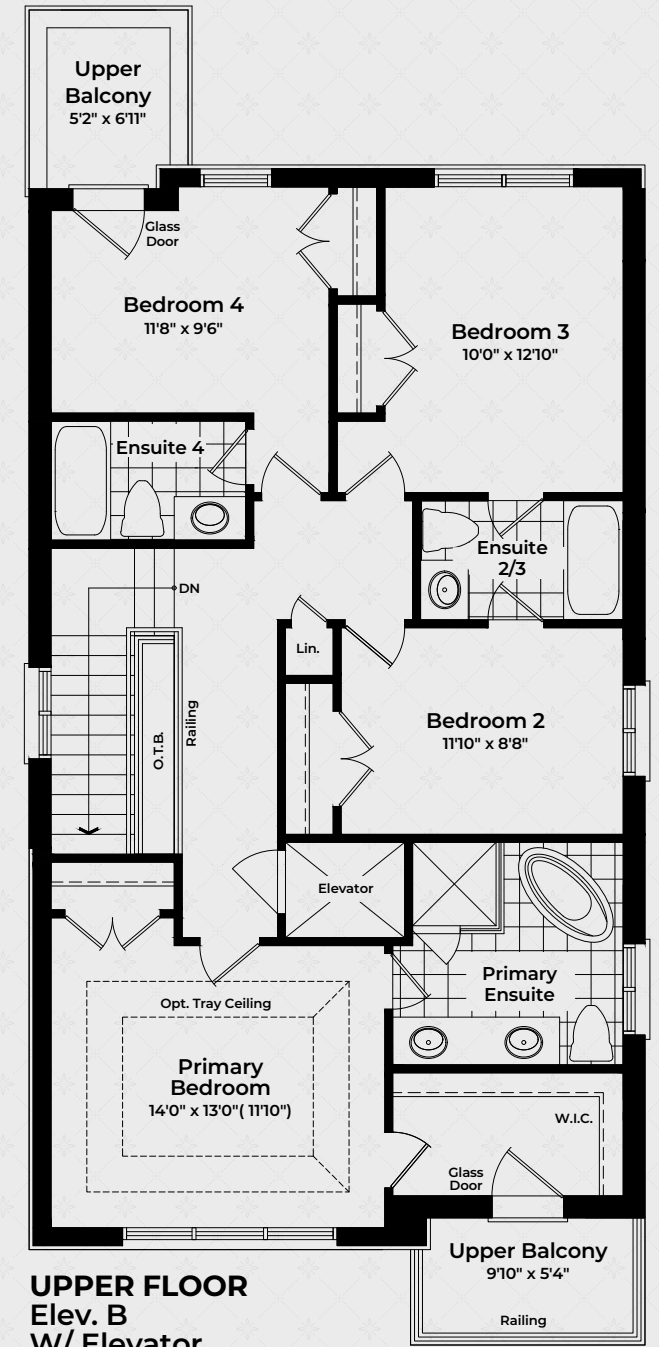 Upper
Balcony
5'2" x 6'11"
Glass
Door
Bedroom 4
11'8" x 9'6"
Bedroom 3
10'0" x 12'10"
Ensuite 4
Ensuite
2/3
DN
Lin.
Railing
O.T.B.
Bedroom 2
11'10" x 8'8"
Elevator
Primary
Ensuite
Opt. Tray Ceiling
Primary
Bedroom
14'0" x 13'0"( 11'10")
W.I.C.
Glass
Door
Upper Balcony
9'10" x 5'4"
Railing
UPPER FLOOR
Elev. B
W/ Elevator